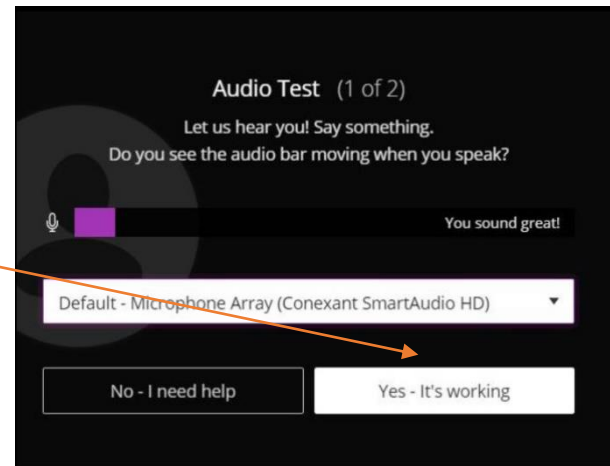 Audio Test (1 of 2)
Let us hear you! Say something.
Do you see the audio bar moving when you speak?
You sound great!
Default - Microphone Array (Conexant SmartAudio HD)
No - I need help
Yes - It's working